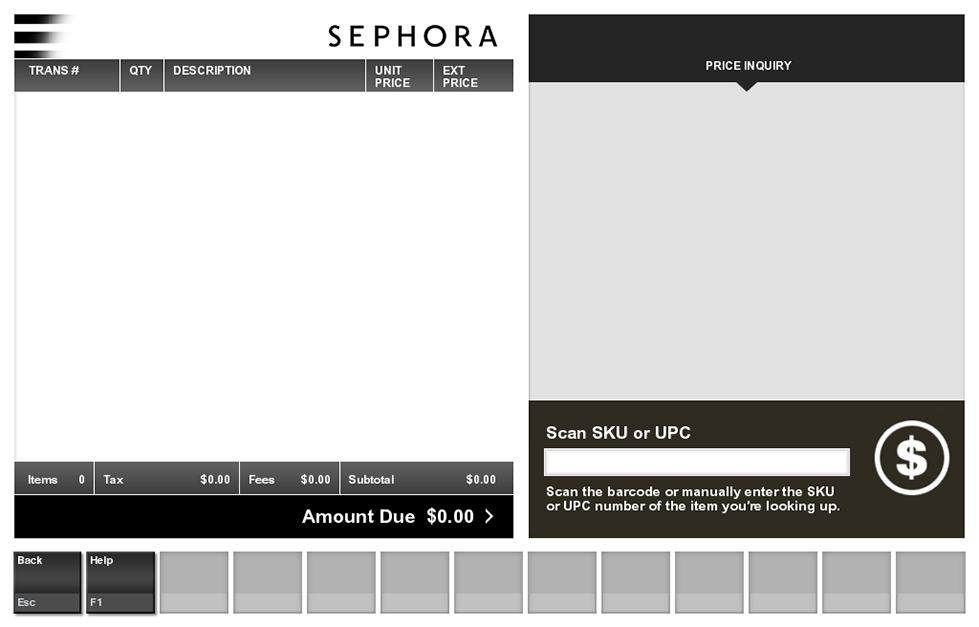 SEPHORA
TRANS # QTY DESCRIPTION UNIT PRICE EXT PRICE
Items 0 Tax $0.00 Fees $0.00 Subtotal $0.00
Amount Due $0.00 >
PRICE INQUIRY
Scan SKU or UPC
$
Scan the barcode or manually enter the SKU
or UPC number of the item you're looking up.
Back Help
Esc F1